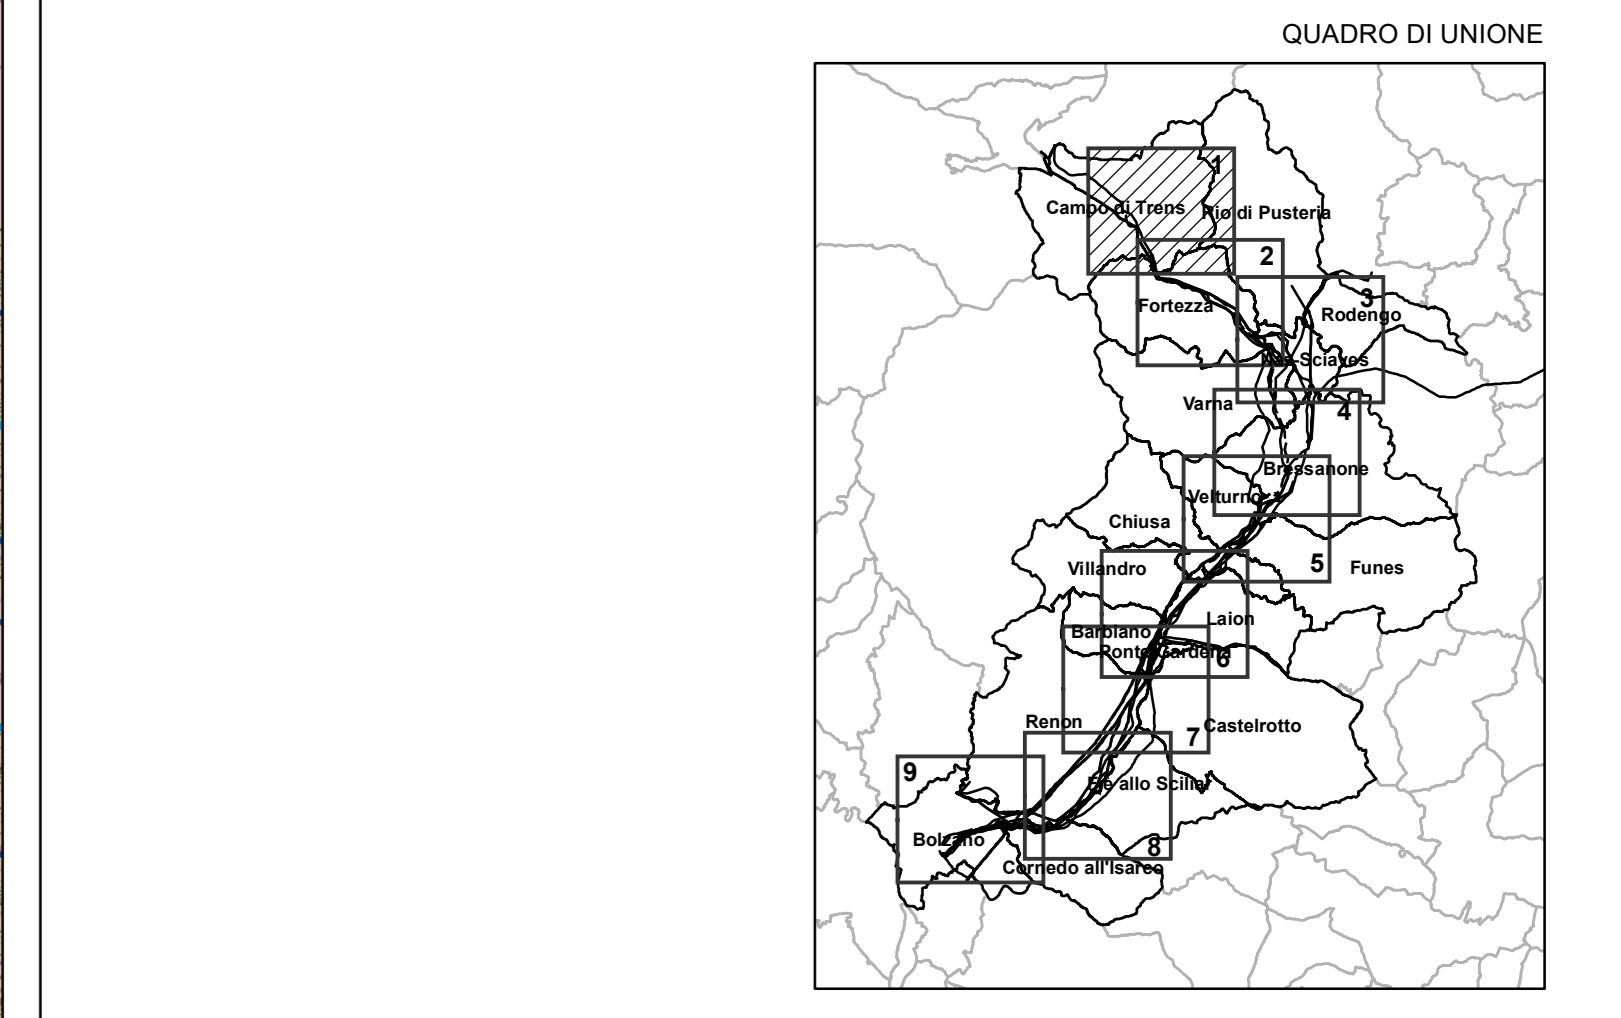 QUADRO DI UNIONE
1
Campo di Trens
Rio di Pusteria
2
3
Fortezza
Rodengo
Naz-Sciaves
Varna
4
Bressanone
Velturno
Chiusa
5
Villandro
Funes
Laion
Barbiano
Ponte Gardena
6
Renon
Castelrotto
7
9
Fiè allo Sciliar
Bolzano
8
Cornedo all'Isarco